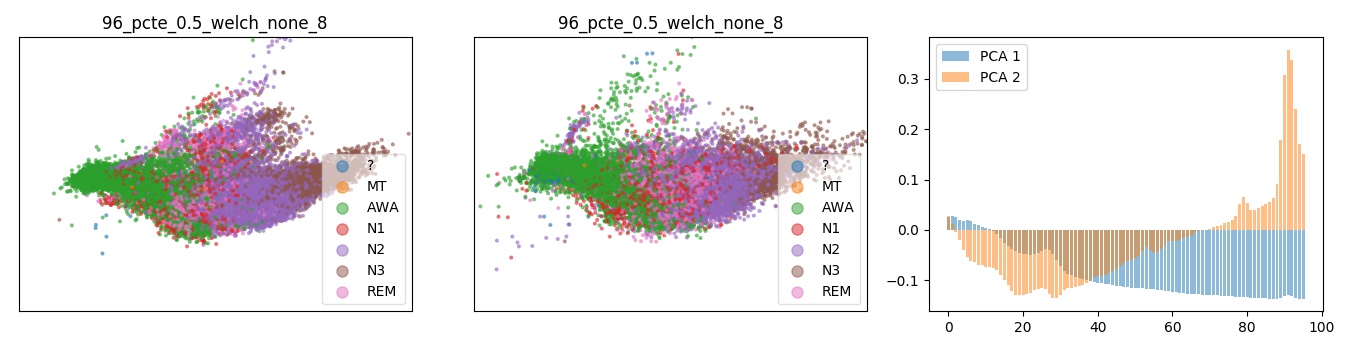 96_pcte_0.5_welch_none_8
?
MT
AWA
N1
N2
N3
REM
96_pcte_0.5_welch_none_8
?
MT
AWA
N1
N2
N3
REM
PCA 1
PCA 2
0.3
0.2
0.1
0.0
−0.1
0 20 40 60 80 100